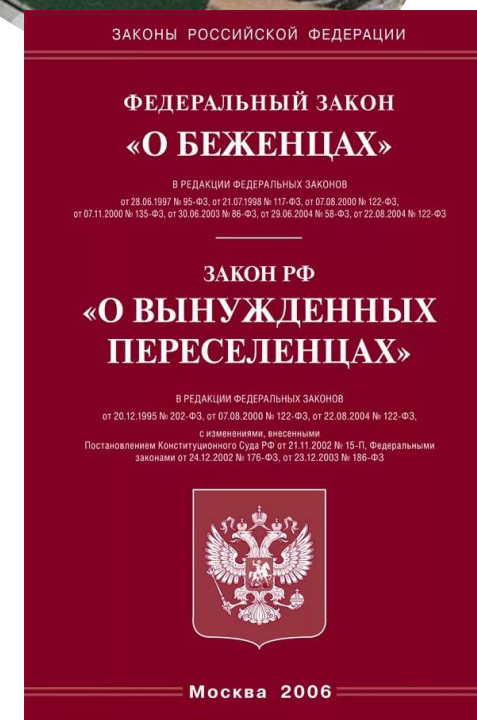 ЗАКОНЫ РОССИЙСКОЙ ФЕДЕРАЦИИ
ФЕДЕРАЛЬНЫЙ ЗАКОН
«О БЕЖЕНЦАХ»
В РЕДАКЦИИ ФЕДЕРАЛЬНЫХ ЗАКОНОВ
от 28.06.1997 № 95-ФЗ, от 21.07.1998 № 117-ФЗ, от 07.08.2000 № 122-ФЗ,
от 07.11.2000 № 135-ФЗ, от 30.06.2003 № 86-ФЗ, от 29.06.2004 № 58-ФЗ, от 22.08.2004 № 122-ФЗ
ЗАКОН РФ
«О ВЫНУЖДЕННЫХ
ПЕРЕСЕЛЕНЦАХ»
В РЕДАКЦИИ ФЕДЕРАЛЬНЫХ ЗАКОНОВ
от 20.12.1995 № 202-ФЗ, от 07.08.2000 № 122-ФЗ, от 22.08.2004 № 122-ФЗ,
с изменениями, внесенными
Постановлением Конституционного Суда РФ от 21.11.2002 № 15-П, Федеральными
законами от 24.12.2002 № 176-ФЗ, от 23.12.2003 № 186-ФЗ
Москва 2006